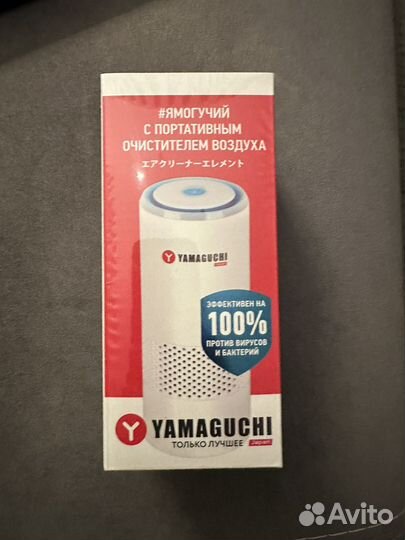 #ЯМОГУЧИЙ
С ПОРТАТИВНЫМ
ОЧИСТИТЕЛЕМ ВОЗДУХА
エアクリーナーエレメント
Y YAMAGUCHI
ЭФФЕКТИВЕН НА
100%
ПРОТИВ ВИРУСОВ
И БАКТЕРИЙ
Y YAMAGUCHI
ТОЛЬКО ЛУЧШЕЕ Japan
Avito